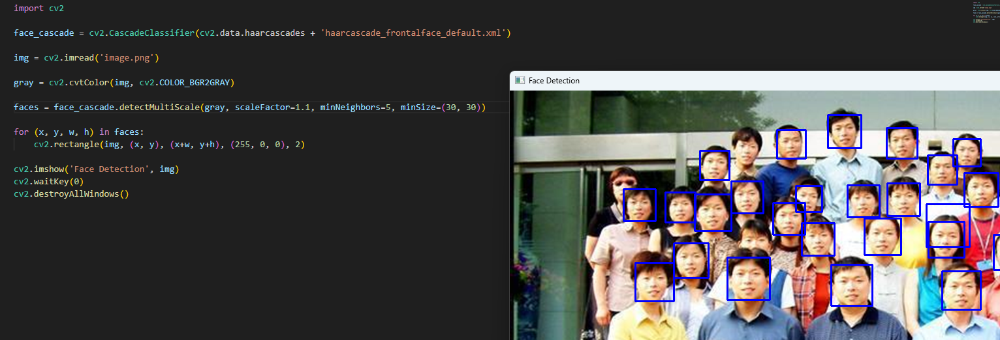 import cv2
face_cascade = cv2.CascadeClassifier(cv2.data.haarcascades + 'haarcascade_frontalface_default.xml')
img = cv2.imread('image.png')
gray = cv2.cvtColor(img, cv2.COLOR_BGR2GRAY)
faces = face_cascade.detectMultiScale(gray, scaleFactor=1.1, minNeighbors=5, minSize=(30, 30))
for (x, y, w, h) in faces:
    cv2.rectangle(img, (x, y), (x+w, y+h), (255, 0, 0), 2)
cv2.imshow('Face Detection', img)
cv2.waitKey(0)
cv2.destroyAllWindows()
Face Detection